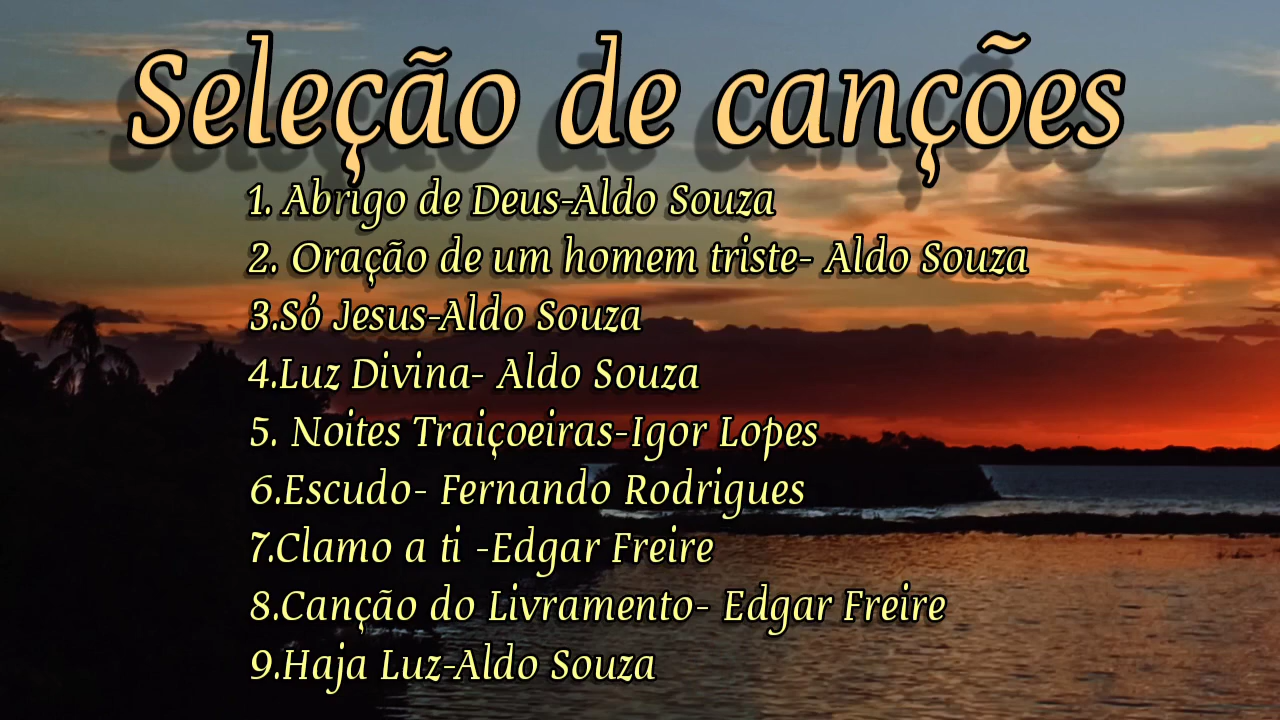 Seleção de canções
1. Abrigo de Deus-Aldo Souza
2. Oração de um homem triste- Aldo Souza
3.Só Jesus-Aldo Souza
4.Luz Divina- Aldo Souza
5. Noites Traiçoeiras-Igor Lopes
6.Escudo- Fernando Rodrigues
7.Clamo a ti -Edgar Freire
8.Canção do Livramento- Edgar Freire
9.Haja Luz-Aldo Souza